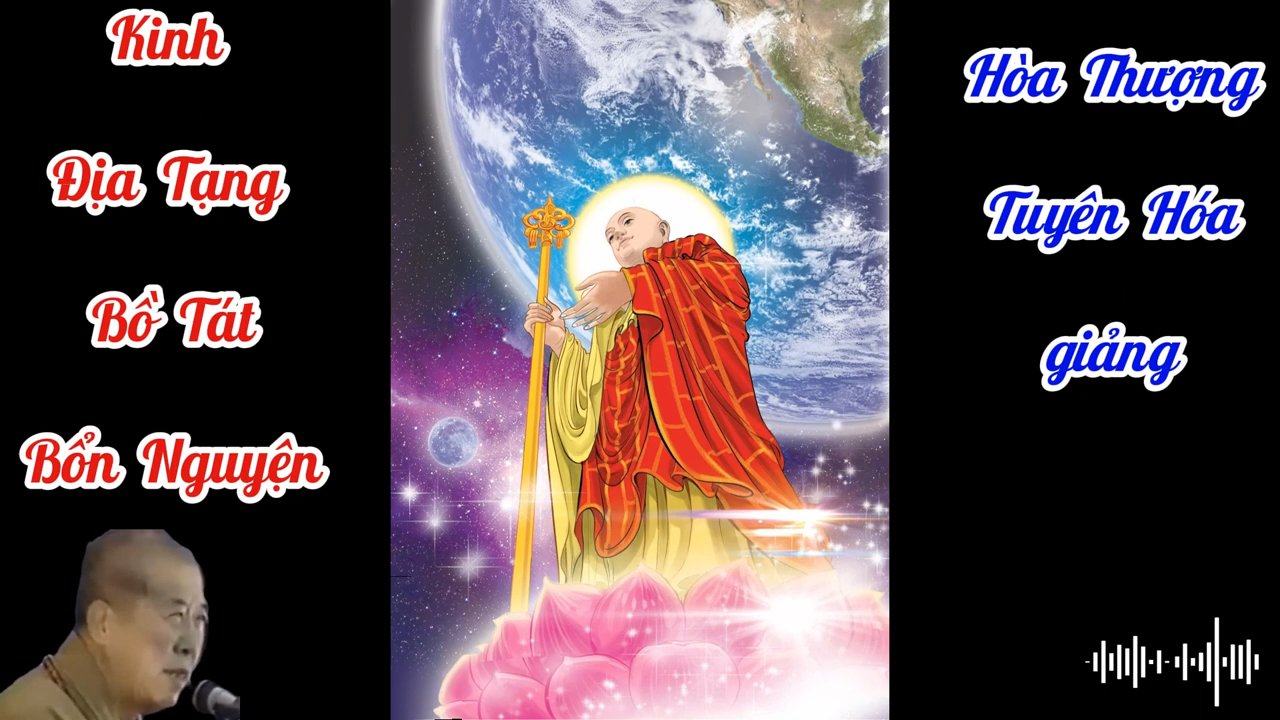 Kinh
Địa Tạng
Bồ Tát
Bổn Nguyện
Hòa Thượng
Tuyên Hóa
giảng